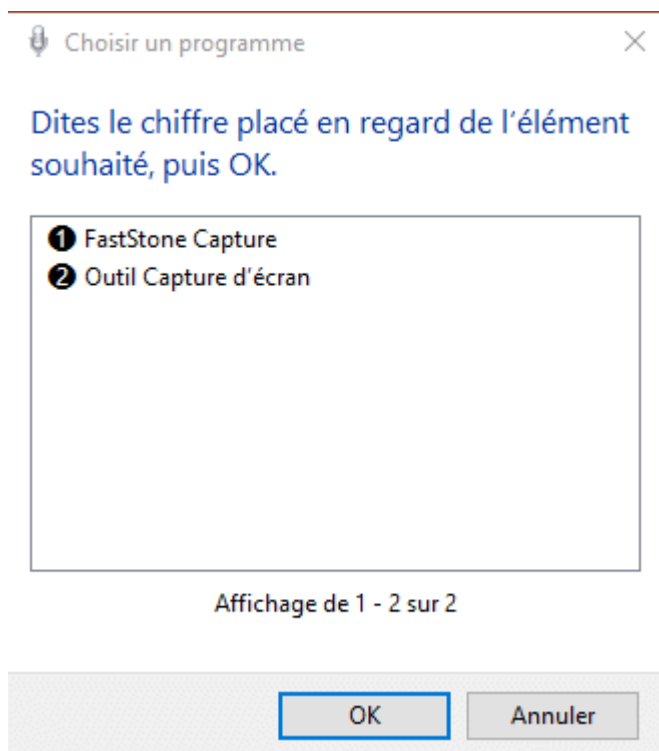 Choisir un programme
Dites le chiffre placé en regard de l’élément
souhaité, puis OK.
❶ FastStone Capture
❷ Outil Capture d’écran
Affichage de 1 - 2 sur 2
OK Annuler